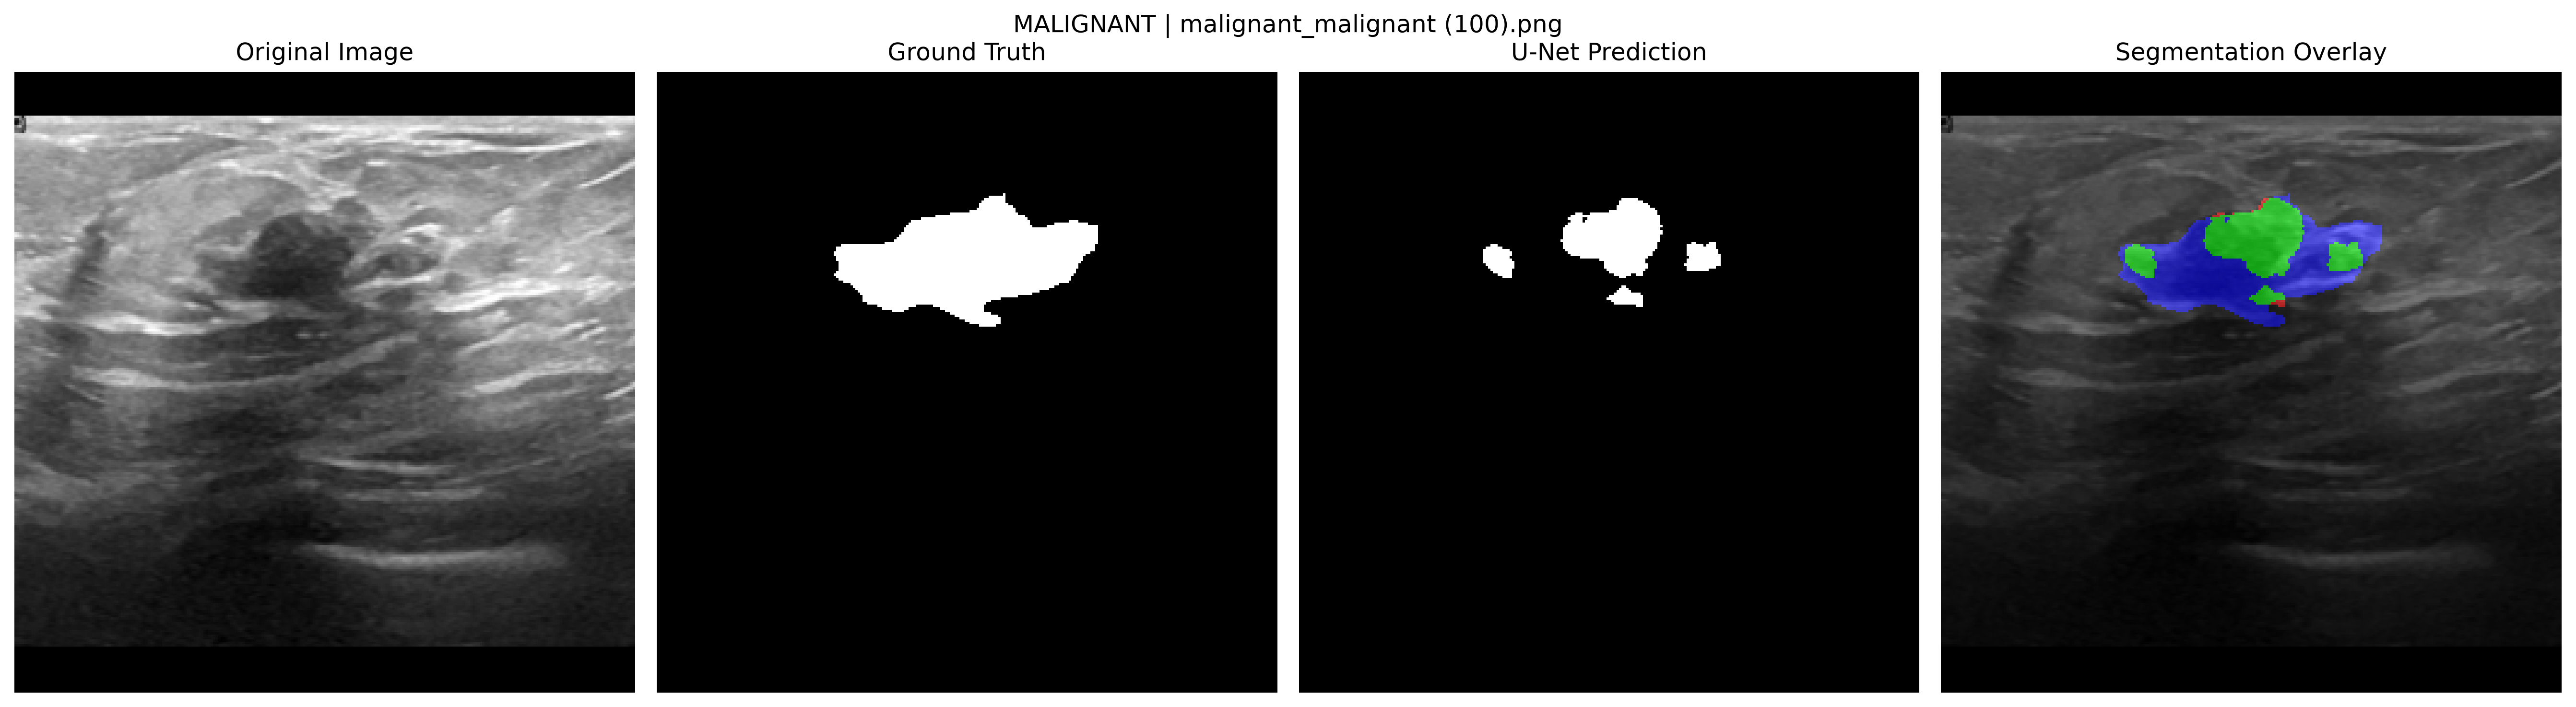 MALIGNANT | malignant_malignant (100).png
Original Image
Ground Truth
U-Net Prediction
Segmentation Overlay